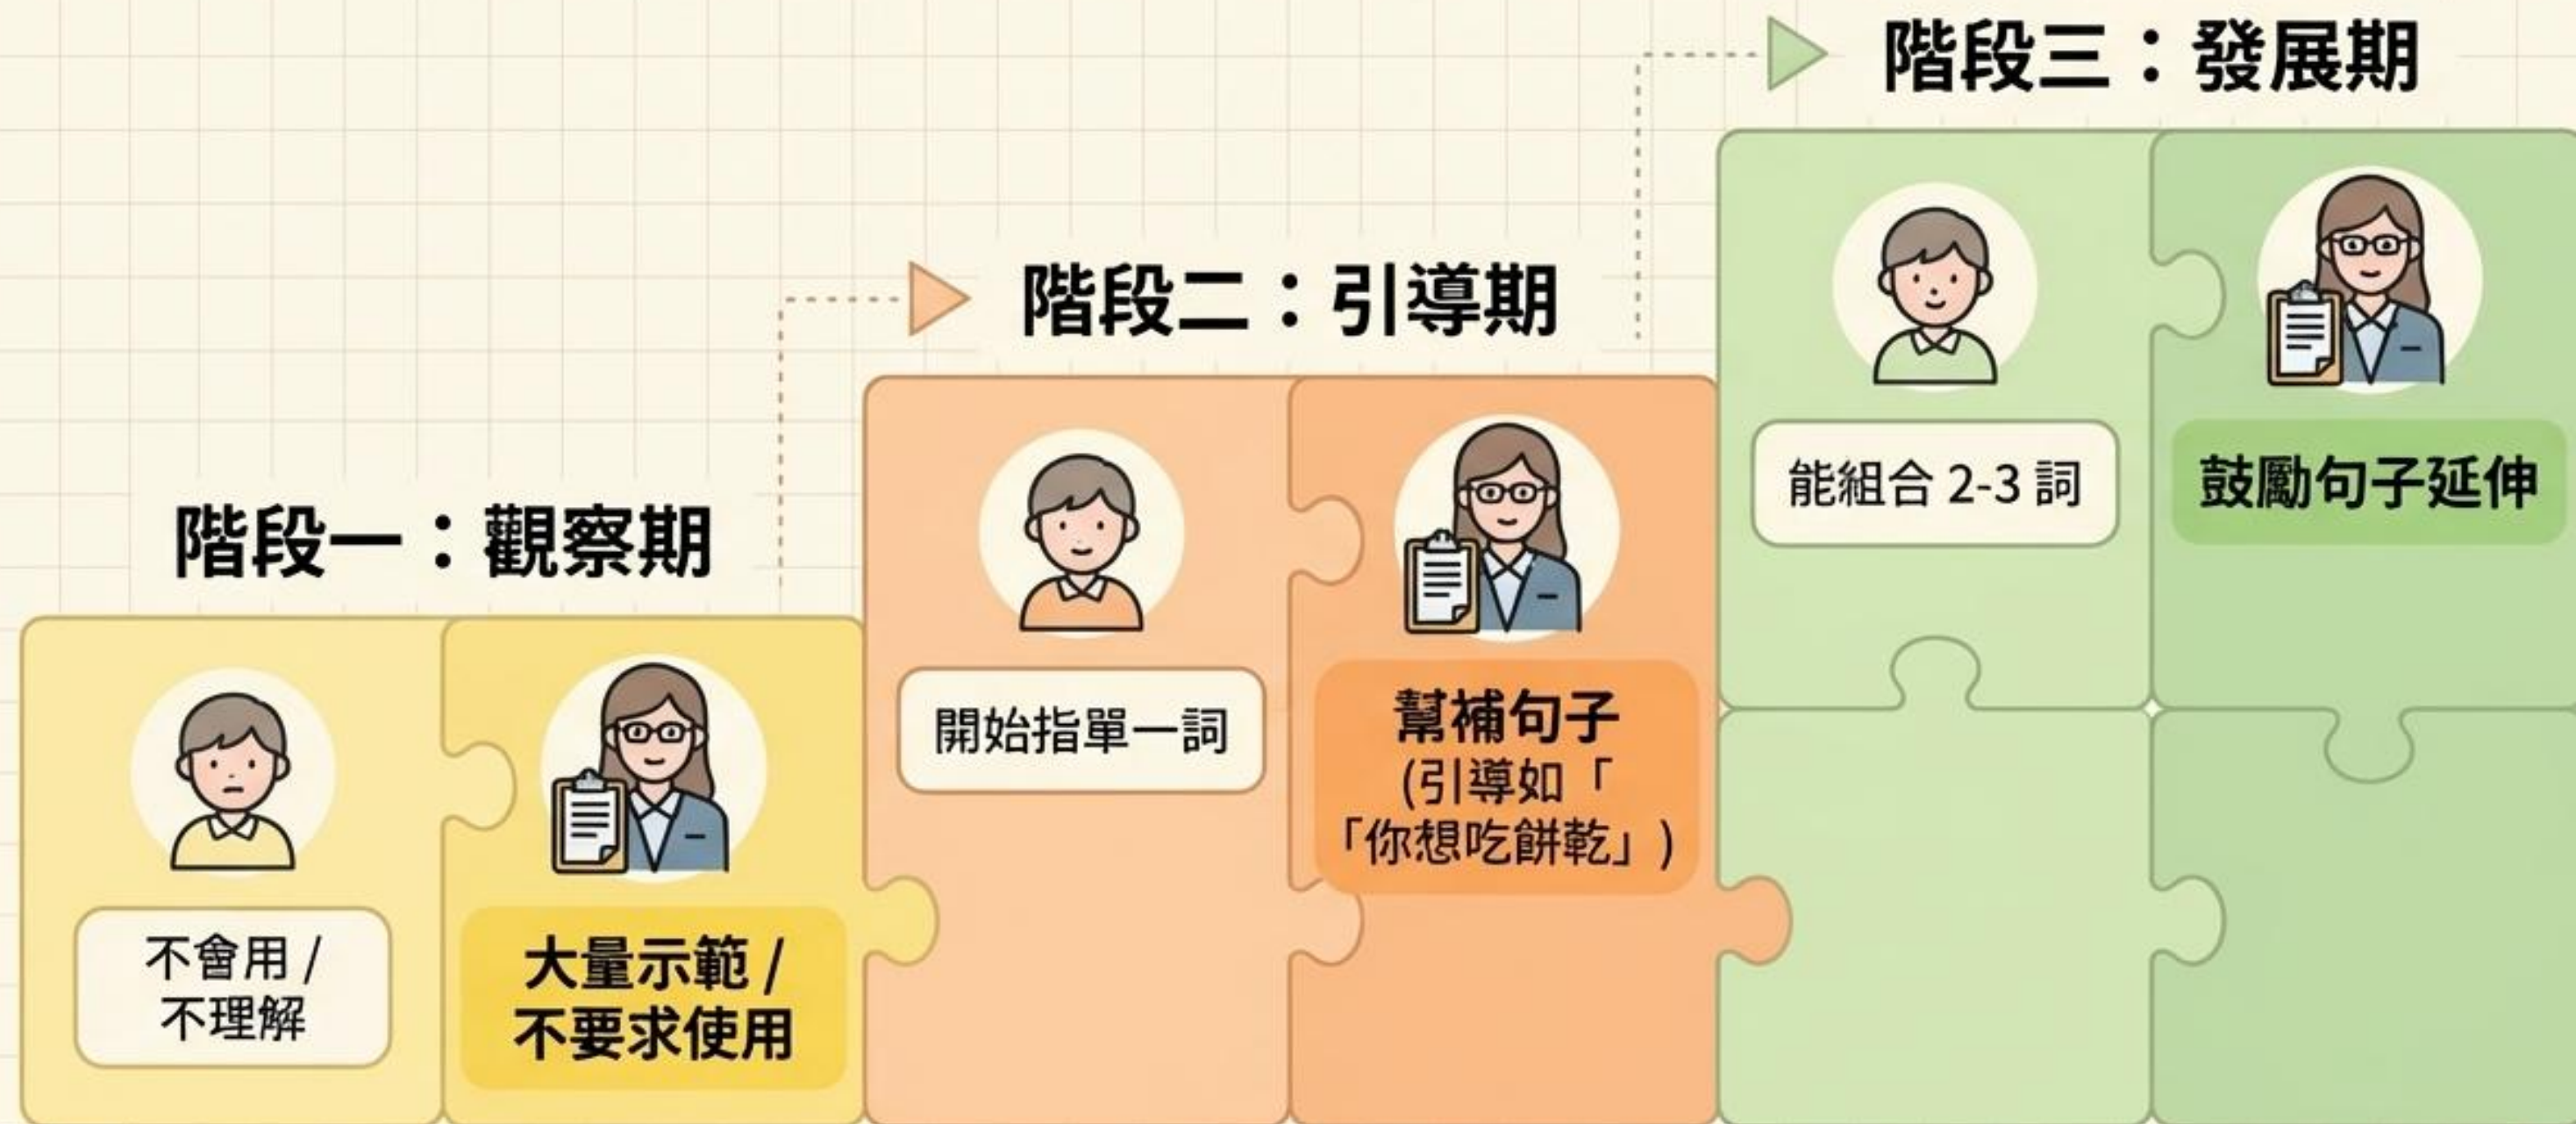 階段一：觀察期
不會用 /
不理解
大量示範 /
不要求使用
階段二：引導期
開始指單一詞
幫補句子
(引導如「
「你想吃餅乾」)
階段三：發展期
能組合 2-3 詞
鼓勵句子延伸